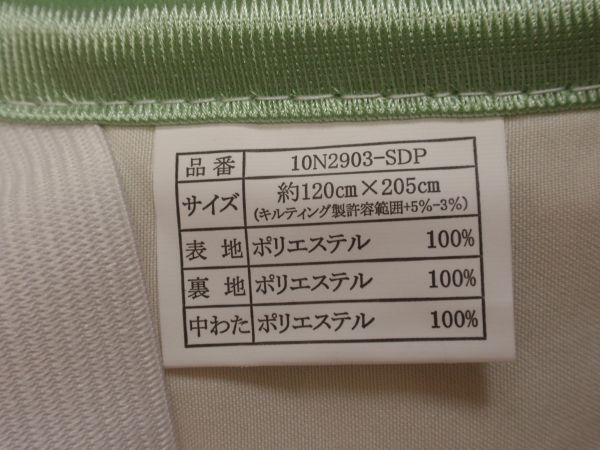 品番 10N2903-SDP
サイズ 約120cm×205cm
(キルティング製許容範囲+5%-3%)
表地 ポリエステル 100%
裏地 ポリエステル 100%
中わた ポリエステル 100%